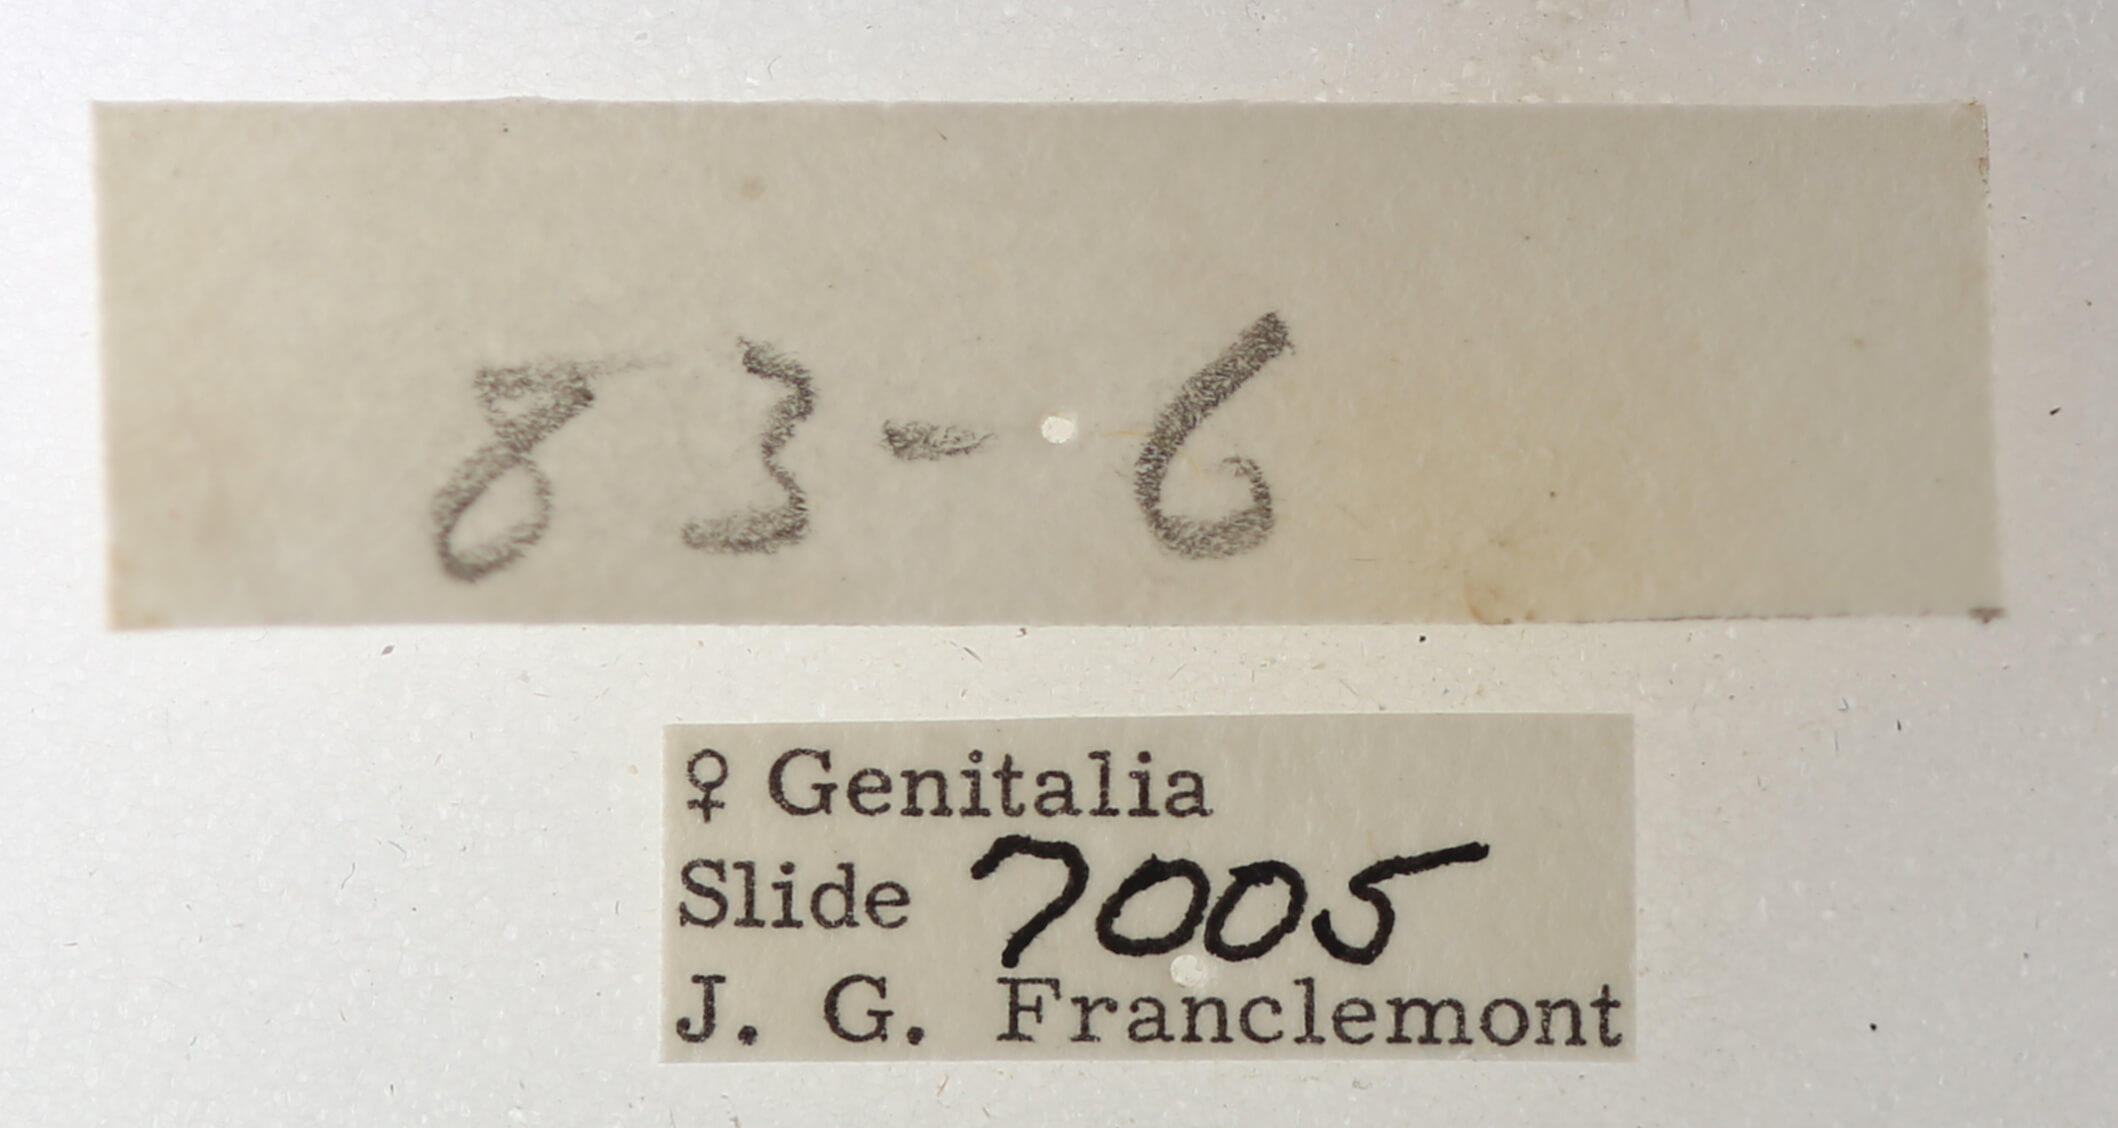 83-6
♀ Genitalia
Slide 7005
J. G. Franclemont